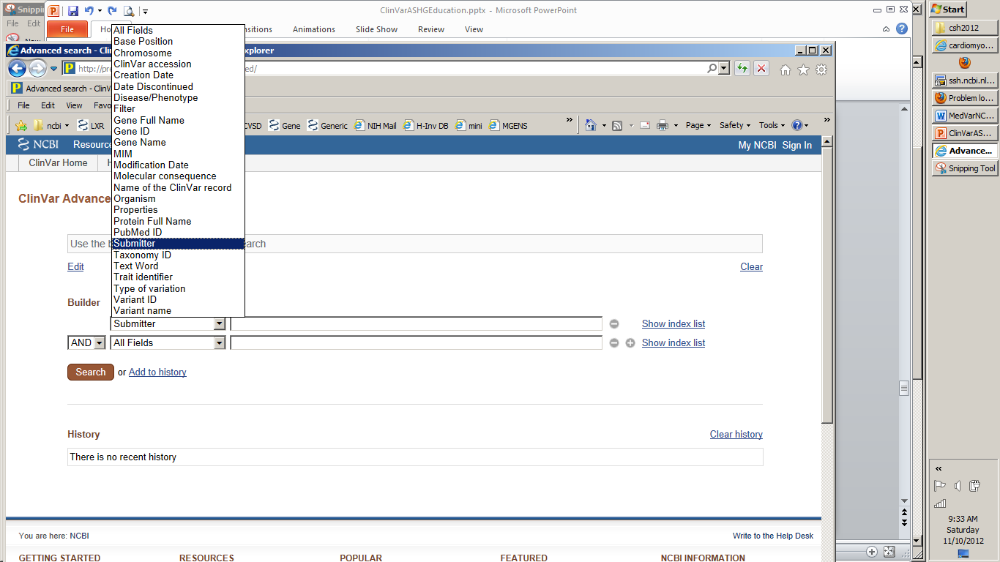 Snippin
ClinVarASHGEducation.pptx - Microsoft PowerPoint
Start
File Edit
File Ho sitions Animations Slide Show Review View
csh2012
cardiomyo...
ssh.ncbi.nl...
Problem lo...
MedVarNC...
ClinVarAS...
Advance...
Snipping Tool
Advanced search - Clin xplorer
http://pre ed/
Advanced search - ClinV
File Edit View Favo
ncbi LXR CVSD Gene Generic NIH Mail H-Inv DB mini MGENS » Page Safety Tools »
NCBI Resource My NCBI Sign In
ClinVar Home H
ClinVar Advance
All Fields
Base Position
Chromosome
ClinVar accession
Creation Date
Date Discontinued
Disease/Phenotype
Filter
Gene Full Name
Gene ID
Gene Name
MIM
Modification Date
Molecular consequence
Name of the ClinVar record
Organism
Properties
Protein Full Name
PubMed ID
Submitter
Taxonomy ID
Text Word
Trait identifier
Type of variation
Variant ID
Variant name
Use the b arch
Edit Clear
Builder
Submitter Show index list
AND All Fields Show index list
Search or Add to history
History Clear history
There is no recent history
You are here: NCBI Write to the Help Desk
GETTING STARTED RESOURCES POPULAR FEATURED NCBI INFORMATION
«
9:33 AM
Saturday
11/10/2012